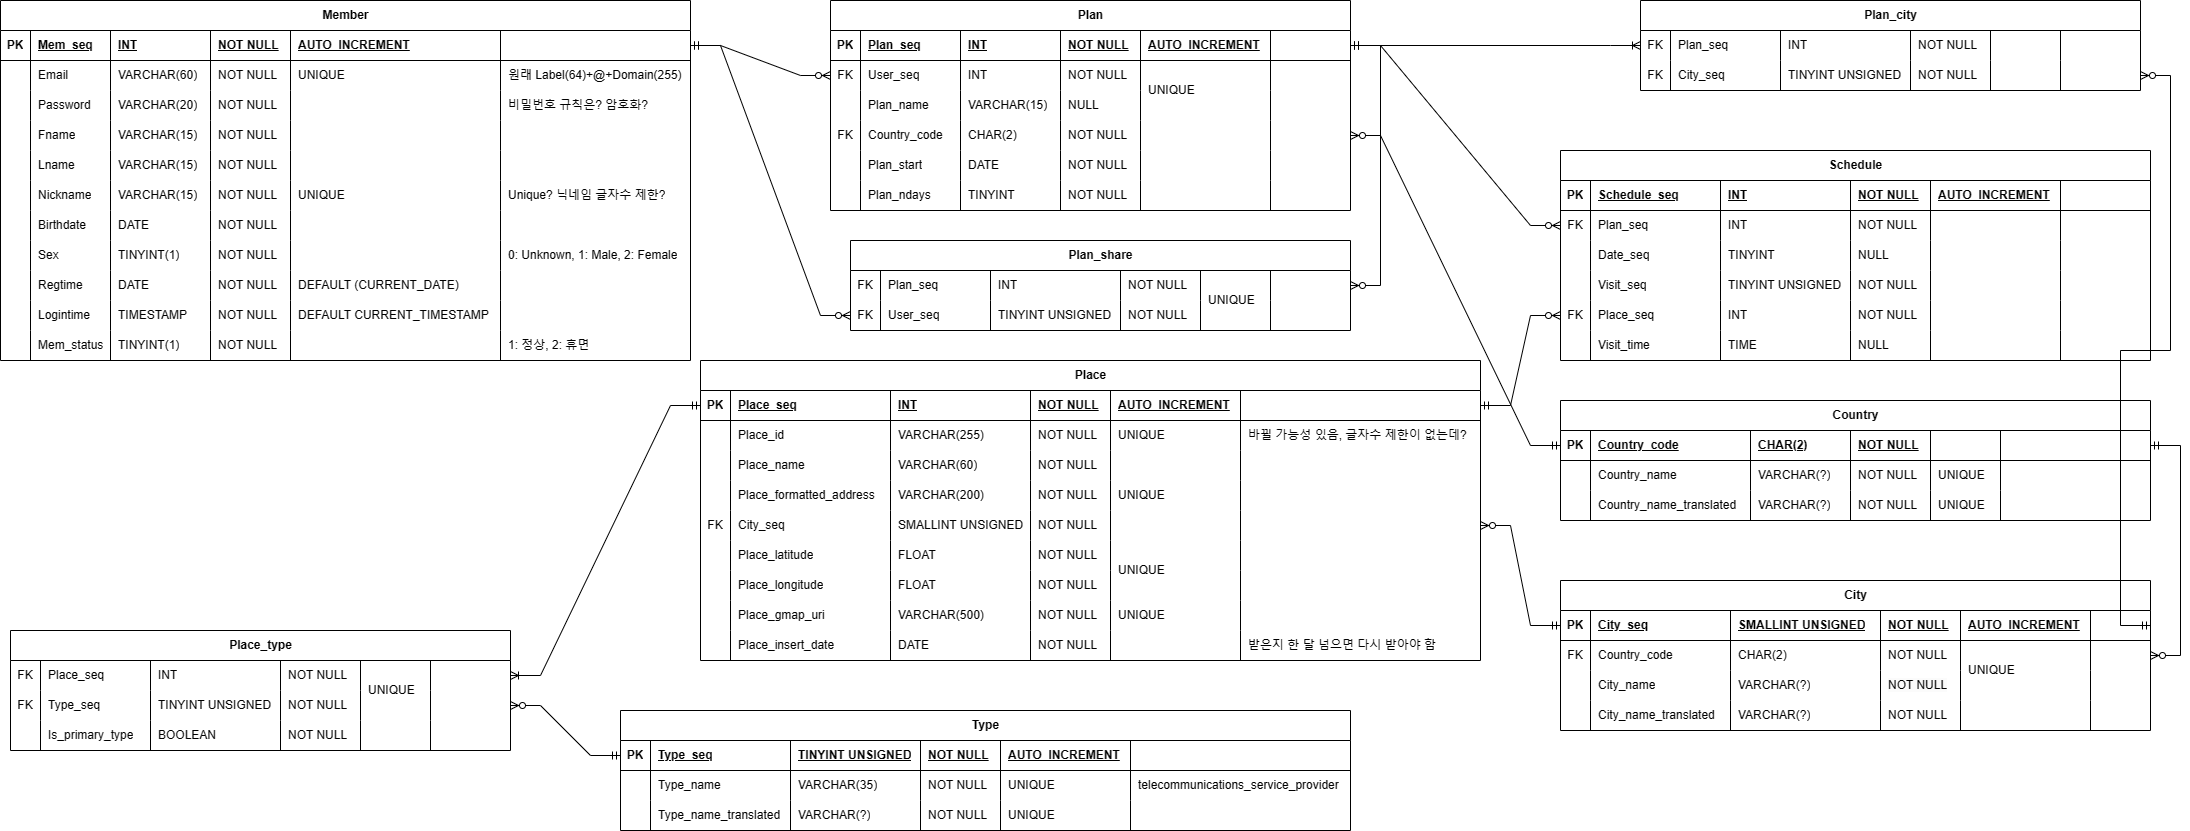 Member
PK Mem_seq INT NOT NULL AUTO_INCREMENT
Email VARCHAR(60) NOT NULL UNIQUE 원래 Label(64)+@+Domain(255)
Password VARCHAR(20) NOT NULL 비밀번호 규칙은? 암호화?
Fname VARCHAR(15) NOT NULL
Lname VARCHAR(15) NOT NULL
Nickname VARCHAR(15) NOT NULL UNIQUE Unique? 닉네임 글자수 제한?
Birthdate DATE NOT NULL
Sex TINYINT(1) NOT NULL 0: Unknown, 1: Male, 2: Female
Regtime DATE NOT NULL DEFAULT (CURRENT_DATE)
Logintime TIMESTAMP NOT NULL DEFAULT CURRENT_TIMESTAMP
Mem_status TINYINT(1) NOT NULL 1: 정상, 2: 휴면
Plan
PK Plan_seq INT NOT NULL AUTO_INCREMENT
FK User_seq INT NOT NULL
UNIQUE
Plan_name VARCHAR(15) NULL
FK Country_code CHAR(2) NOT NULL
Plan_start DATE NOT NULL
Plan_ndays TINYINT NOT NULL
Plan_city
FK Plan_seq INT NOT NULL
FK City_seq TINYINT UNSIGNED NOT NULL
Plan_share
FK Plan_seq INT NOT NULL
UNIQUE
FK User_seq TINYINT UNSIGNED NOT NULL
Schedule
PK Schedule_seq INT NOT NULL AUTO_INCREMENT
FK Plan_seq INT NOT NULL
Date_seq TINYINT NULL
Visit_seq TINYINT UNSIGNED NOT NULL
FK Place_seq INT NOT NULL
Visit_time TIME NULL
Place
PK Place_seq INT NOT NULL AUTO_INCREMENT
Place_id VARCHAR(255) NOT NULL UNIQUE 바뀔 가능성 있음, 글자수 제한이 없는데?
Place_name VARCHAR(60) NOT NULL
Place_formatted_address VARCHAR(200) NOT NULL UNIQUE
FK City_seq SMALLINT UNSIGNED NOT NULL
Place_latitude FLOAT NOT NULL
UNIQUE
Place_longitude FLOAT NOT NULL
Place_gmap_uri VARCHAR(500) NOT NULL UNIQUE
Place_insert_date DATE NOT NULL 받은지 한 달 넘으면 다시 받아야 함
Country
PK Country_code CHAR(2) NOT NULL
Country_name VARCHAR(?) NOT NULL UNIQUE
Country_name_translated VARCHAR(?) NOT NULL UNIQUE
City
PK City_seq SMALLINT UNSIGNED NOT NULL AUTO_INCREMENT
FK Country_code CHAR(2) NOT NULL
UNIQUE
City_name VARCHAR(?) NOT NULL
City_name_translated VARCHAR(?) NOT NULL
Place_type
FK Place_seq INT NOT NULL
UNIQUE
FK Type_seq TINYINT UNSIGNED NOT NULL
Is_primary_type BOOLEAN NOT NULL
Type
PK Type_seq TINYINT UNSIGNED NOT NULL AUTO_INCREMENT
Type_name VARCHAR(35) NOT NULL UNIQUE telecommunications_service_provider
Type_name_translated VARCHAR(?) NOT NULL UNIQUE